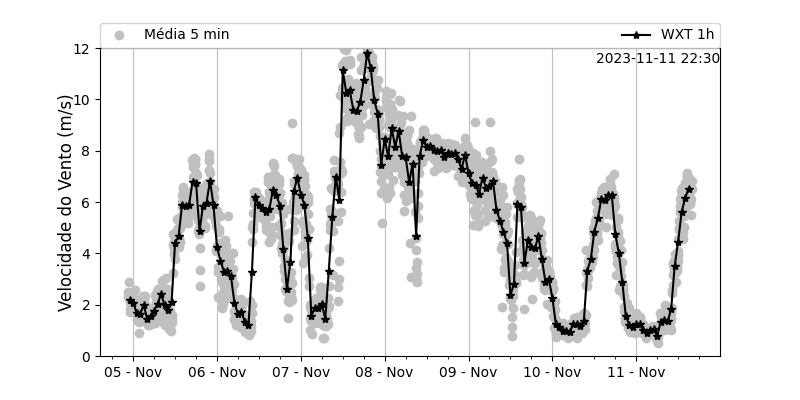 Média 5 min
WXT 1h
2023-11-11 22:30
Velocidade do Vento (m/s)
12
10
8
6
4
2
0
05 - Nov
06 - Nov
07 - Nov
08 - Nov
09 - Nov
10 - Nov
11 - Nov